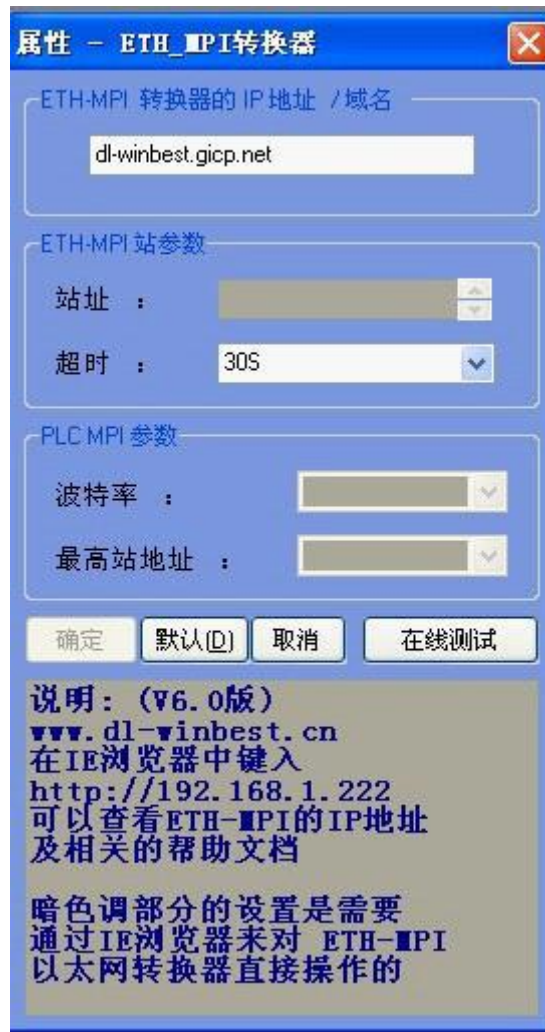 属性 - ETH_MPI转换器
ETH-MPI 转换器的 IP 地址 / 域名
dl-winbest.gicp.net
ETH-MPI 站参数
站址 :
超时 : 30S
PLC MPI 参数
波特率 :
最高站地址 :
确定 默认(D) 取消 在线测试
说明: (V6.0版)
www.dl-winbest.cn
在IE浏览器中键入
http://192.168.1.222
可以查看ETH-MPI的IP地址
及相关的帮助文档
暗色调部分的设置是需要
通过IE浏览器来对 ETH-MPI
以太网转换器直接操作的